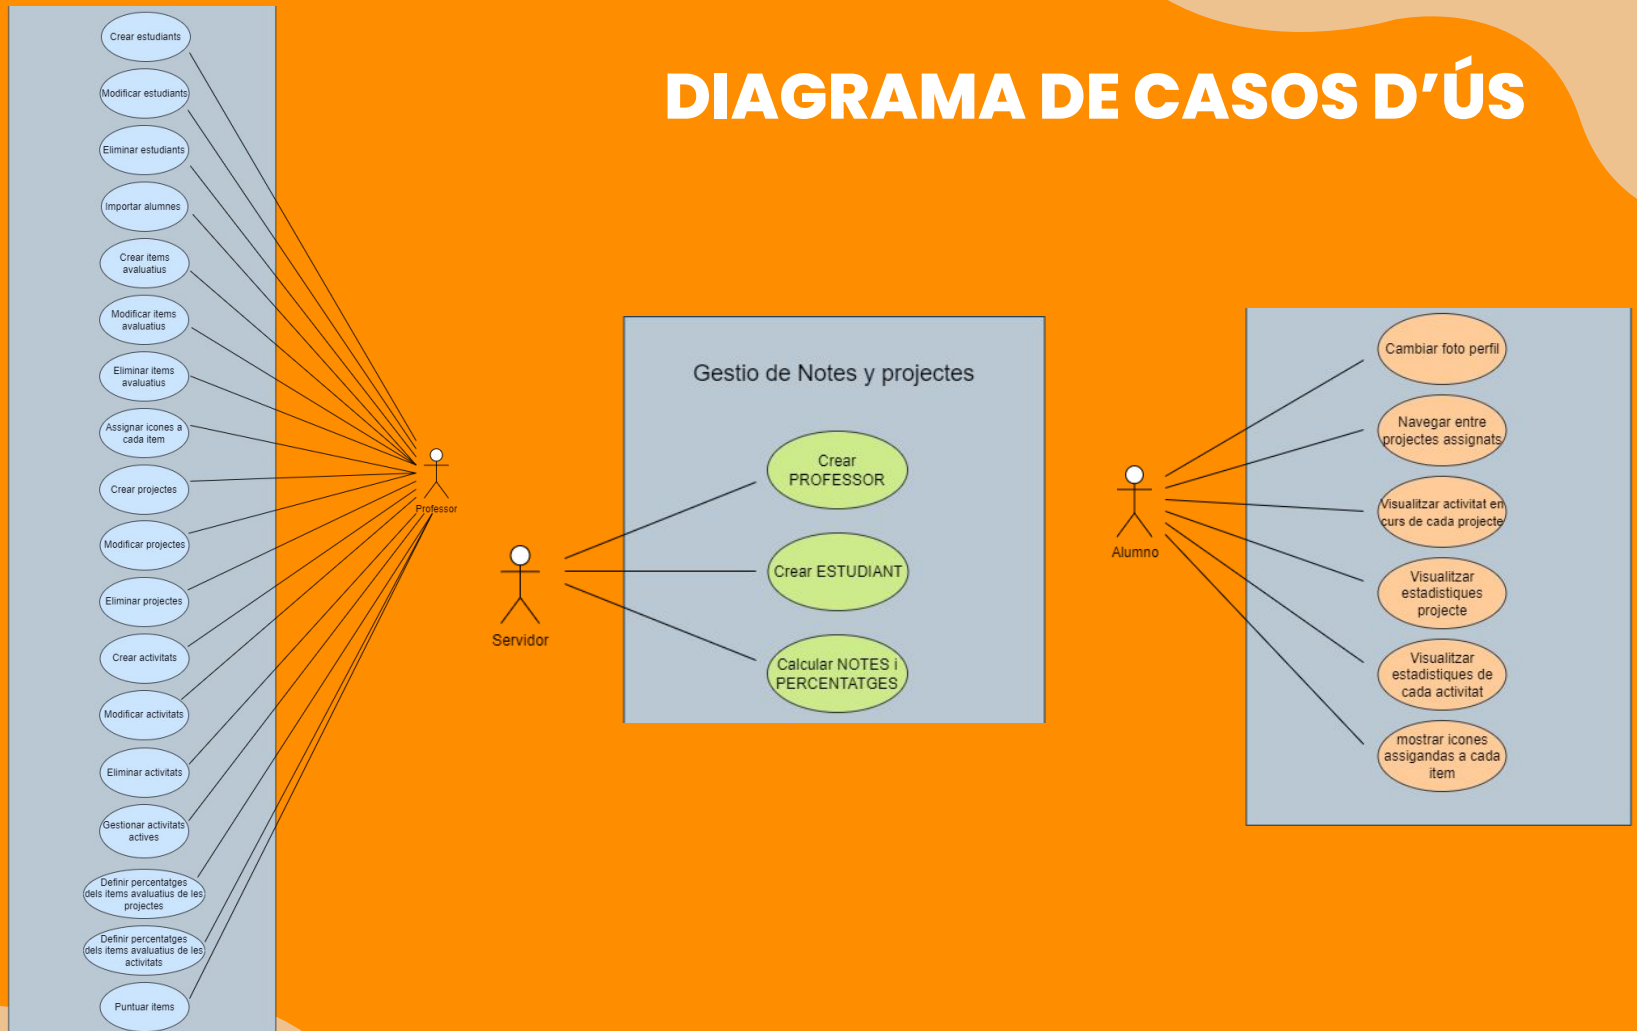 DIAGRAMA DE CASOS D'ÚS
Crear estudiants
Modificar estudiants
Eliminar estudiants
Importar alumnes
Crear items
avaluatius
Modificar items
avaluatius
Eliminar items
avaluatius
Assignar icones a
cada item
Crear projectes
Modificar projectes
Eliminar projectes
Crear activitats
Modificar activitats
Eliminar activitats
Gestionar activitats
actives
Definir percentatges
dels items avaluatius de les
projectes
Definir percentatges
dels items avaluatius de les
activitats
Puntuar items
Professor
Servidor
Gestio de Notes y projectes
Crear
PROFESSOR
Crear ESTUDIANT
Calcular NOTES i
PERCENTATGES
Alumno
Cambiar foto perfil
Navegar entre
projectes assignats
Visualtzar activitat en
curs de cada projecte
Visualitzar
estadistiques
projecte
Visualitzar
estadistiques de
cada activitat
mostrar icones
assigandas a cada
item